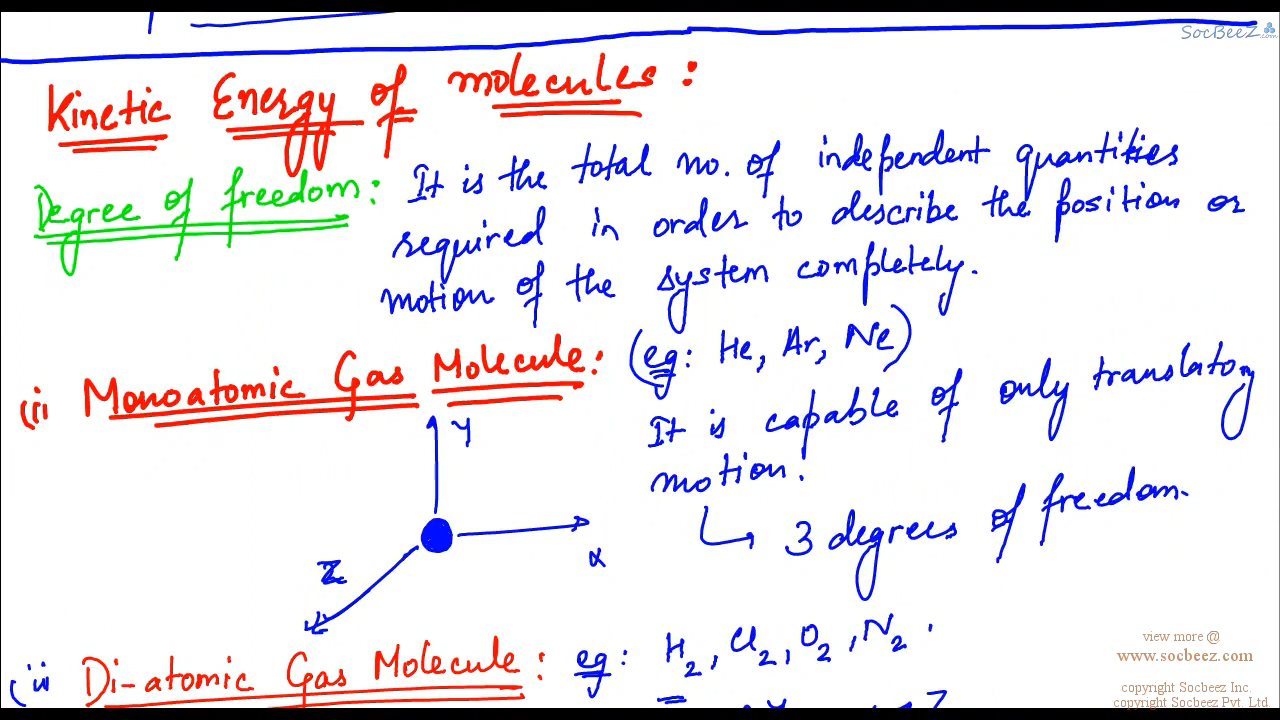 SocBeeZ.com
Kinetic Energy of molecules :
Degree of freedom : It is the total no. of independent quantities
required in order to describe the position or
motion of the system completely.
(i) Monoatomic Gas Molecule : (eg : He, Ar, Ne)
It is capable of only translatory
motion.
Y
3 degrees of freedom.
x
Z
(ii) Di-atomic Gas Molecule : eg : H2, Cl2, O2, N2.
view more @
www.socbeez.com
copyright Socbeez Inc.
copyright Socbeez Pvt. Ltd.